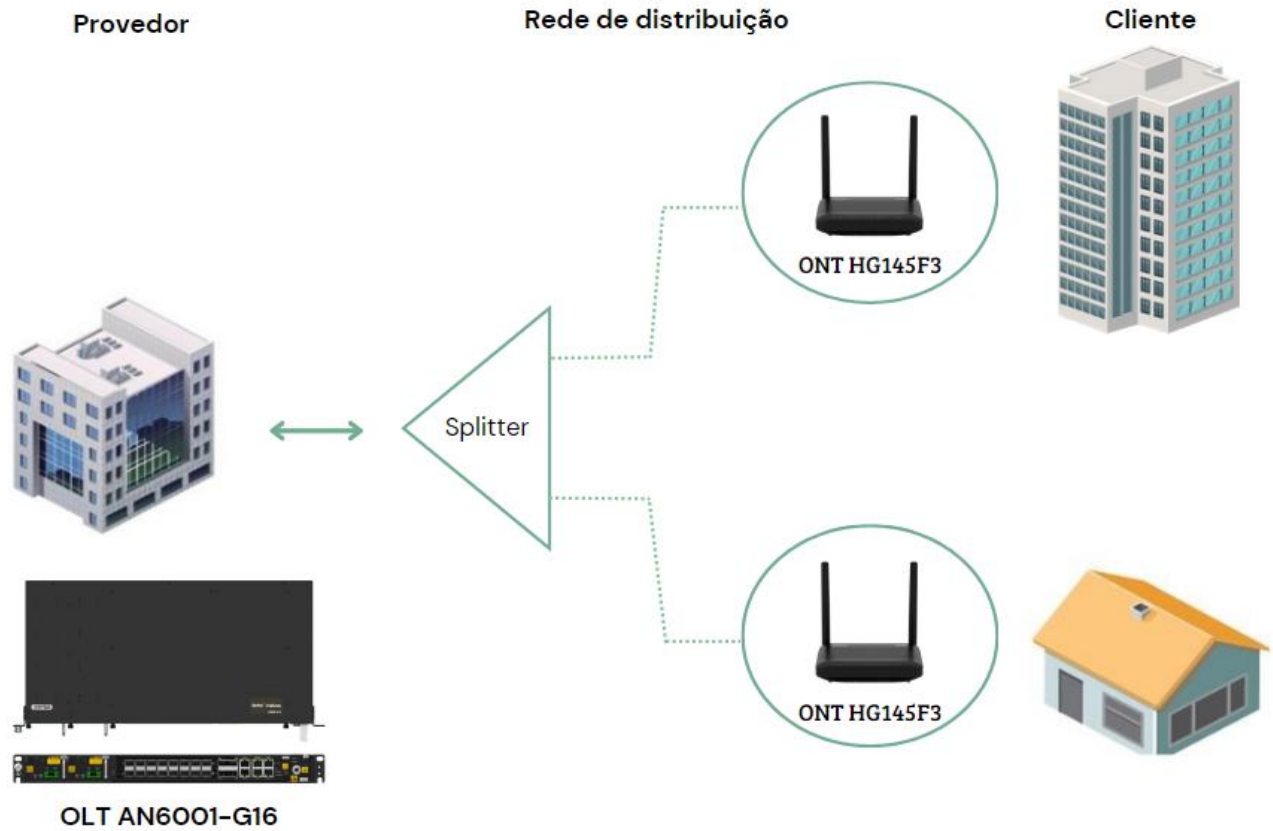 Provedor
Rede de distribuição
Cliente
ONT HG145F3
Splitter
ONT HG145F3
OLT AN6001-G16